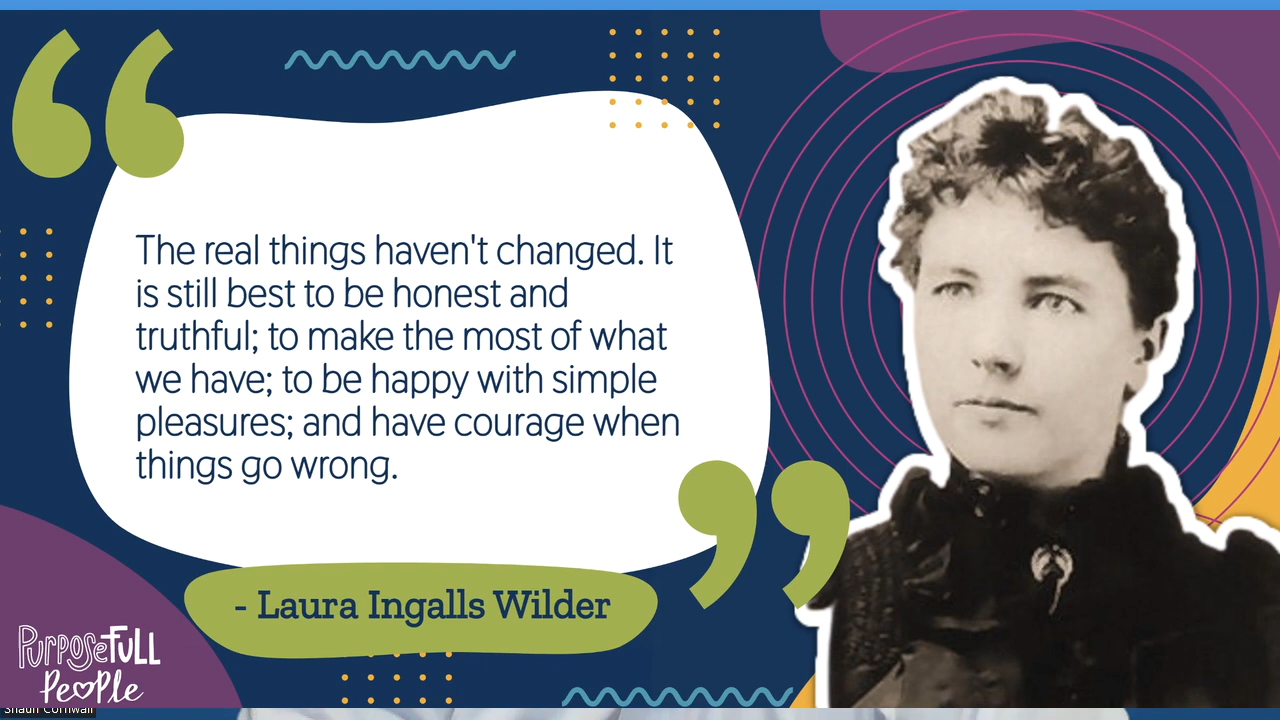 The real things haven't changed. It
is still best to be honest and
truthful; to make the most of what
we have; to be happy with simple
pleasures; and have courage when
things go wrong.
- Laura Ingalls Wilder
PurposeFULL
People
Shaun Cornwall